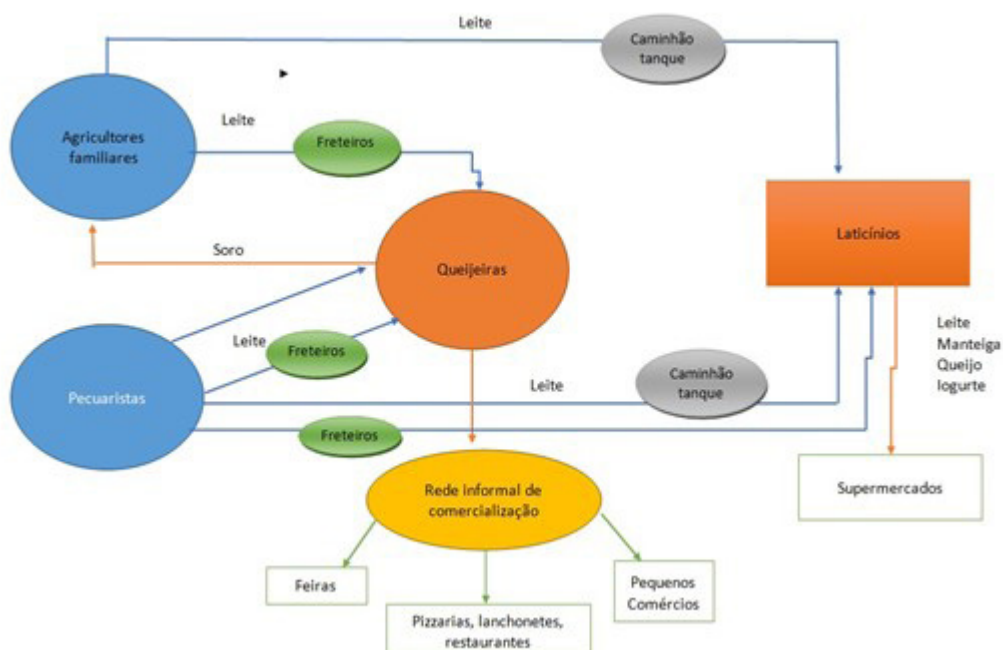 Leite
Caminhão
tanque
Agricultores
familiares
Leite
Freteiros
Laticínios
Soro
Queijeiras
Leite
Manteiga
Queijo
Iogurte
Leite
Freteiros
Pecuaristas
Leite
Caminhão
tanque
Freteiros
Rede informal de
comercialização
Supermercados
Feiras
Pequenos
Comércios
Pizzarias, lanchonetes,
restaurantes